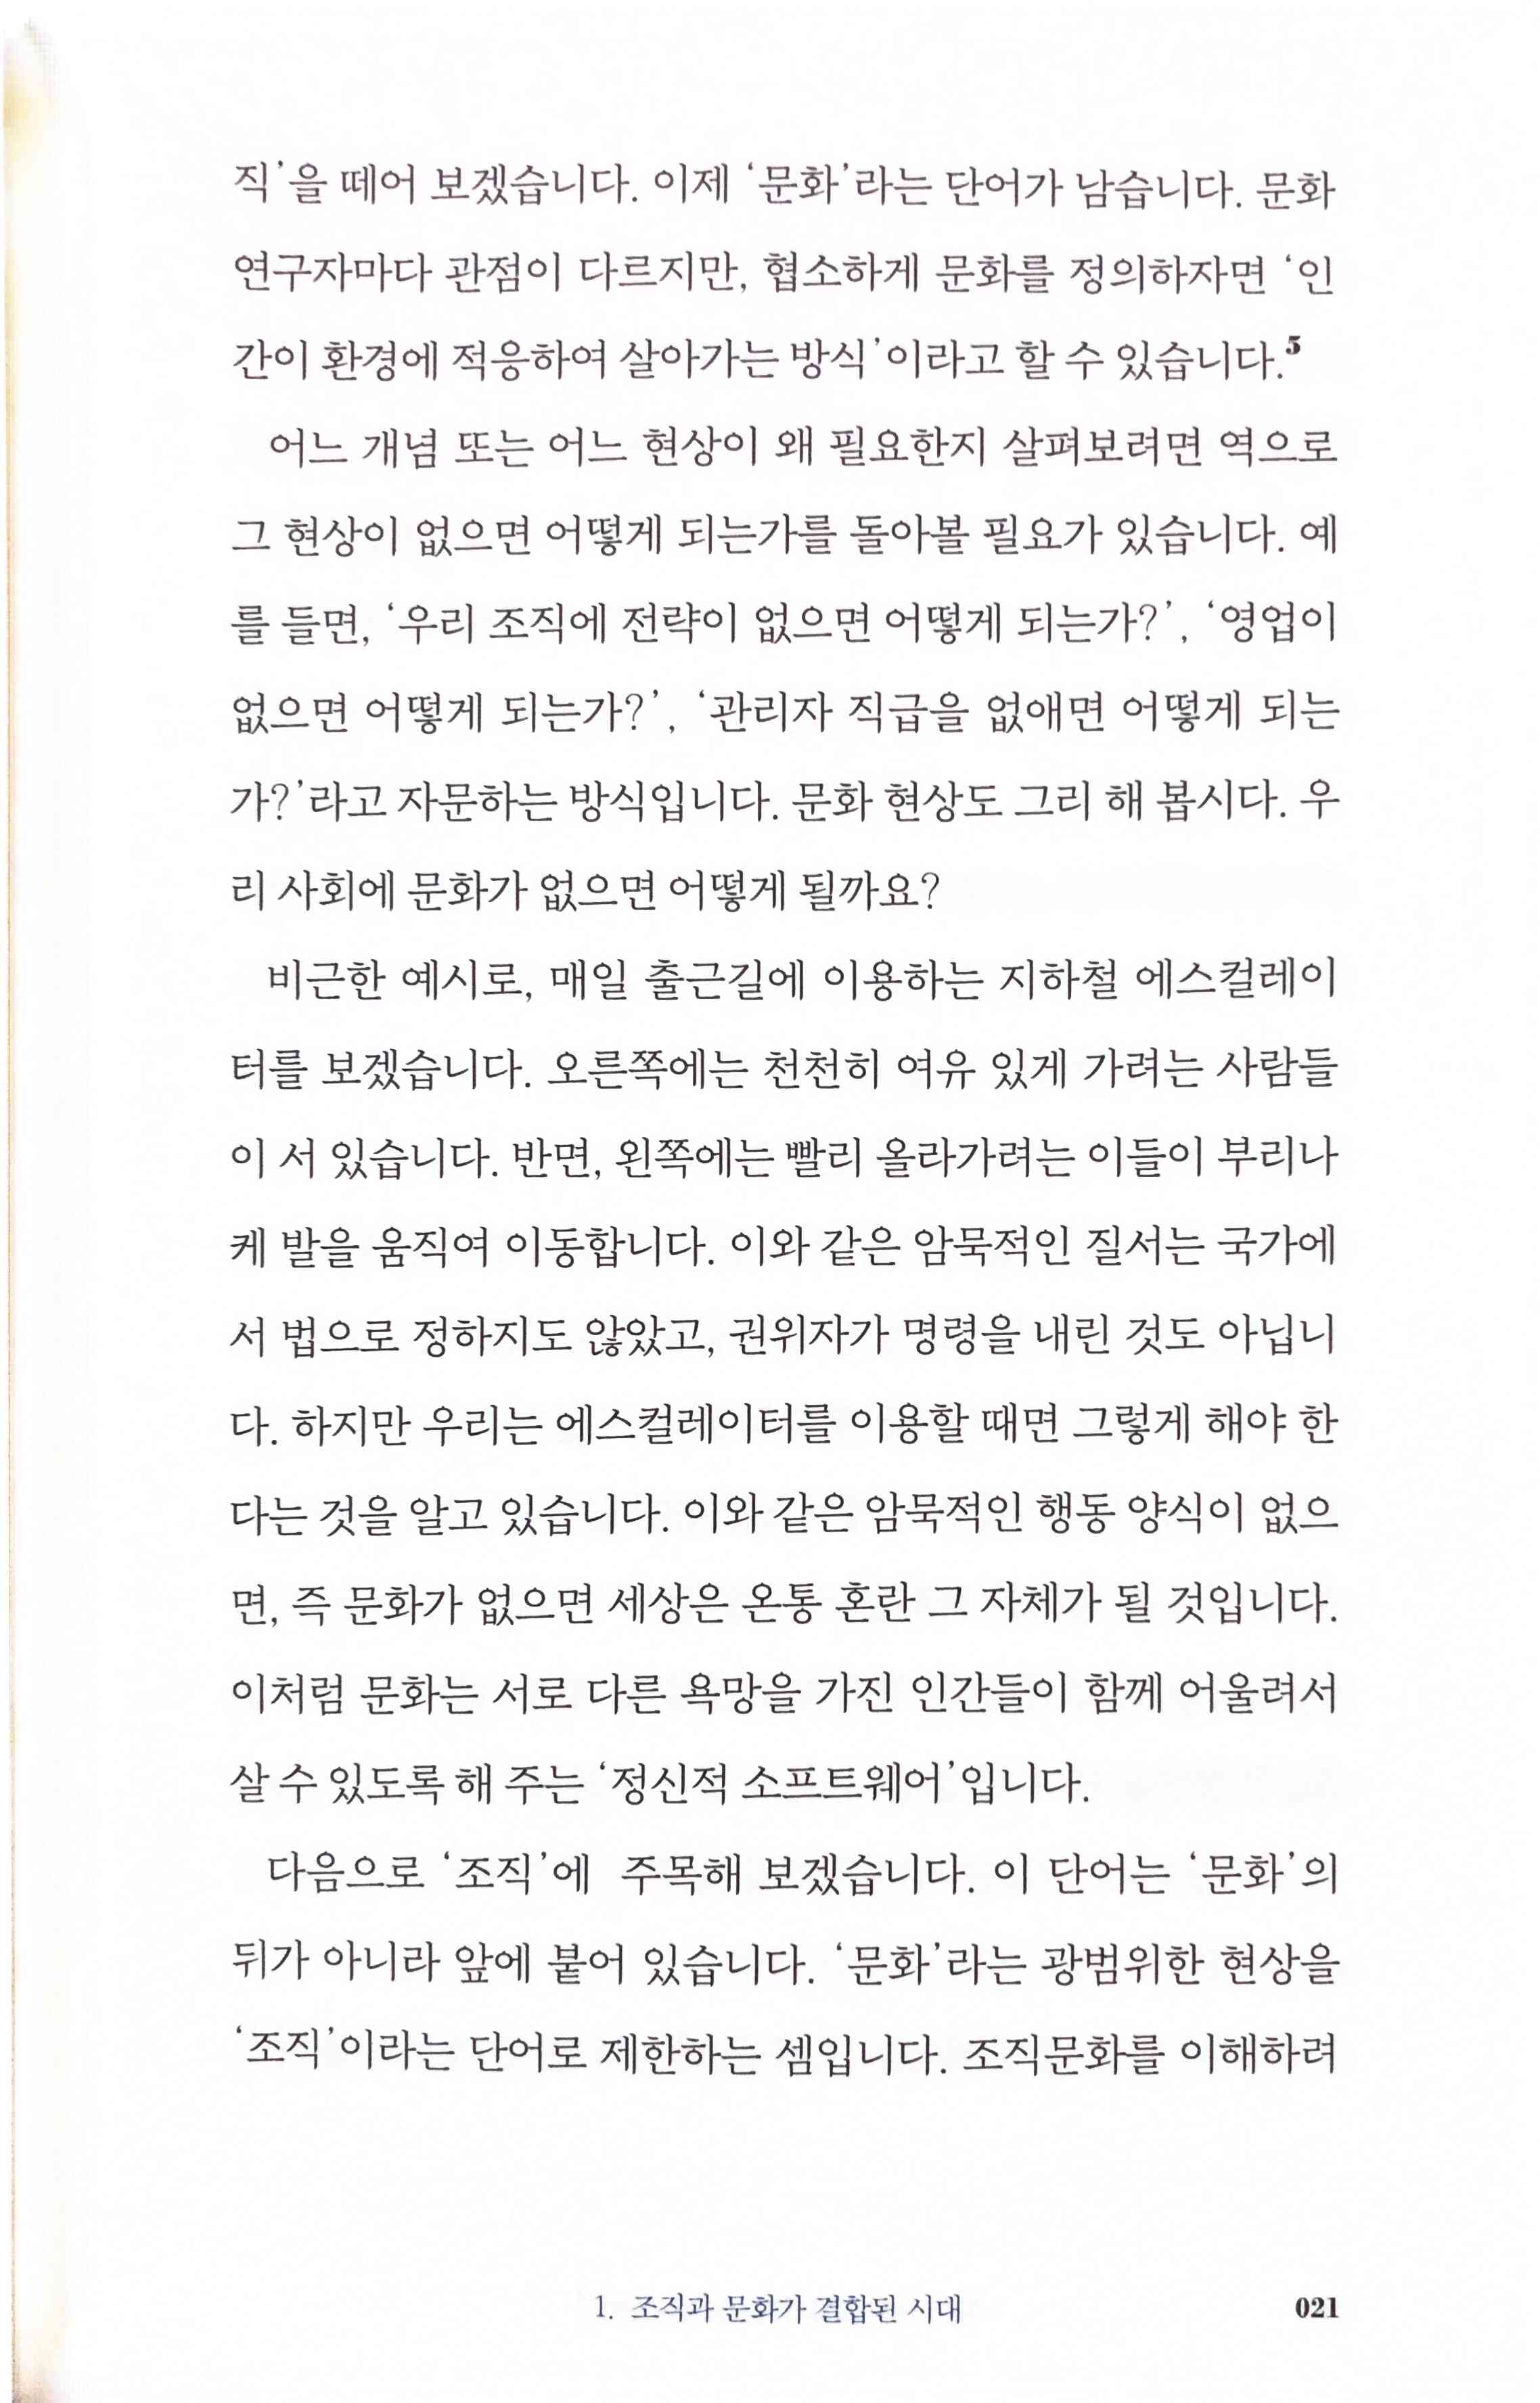 직’을 떼어 보겠습니다. 이제 ‘문화’라는 단어가 남습니다. 문화
연구자마다 관점이 다르지만, 협소하게 문화를 정의하자면 ‘인
간이 환경에 적응하여 살아가는 방식’이라고 할 수 있습니다.⁵
어느 개념 또는 어느 현상이 왜 필요한지 살펴보려면 역으로
그 현상이 없으면 어떻게 되는가를 돌아볼 필요가 있습니다. 예
를 들면, ‘우리 조직에 전략이 없으면 어떻게 되는가?’, ‘영업이
없으면 어떻게 되는가?’, ‘관리자 직급을 없애면 어떻게 되는
가?’라고 자문하는 방식입니다. 문화 현상도 그리 해 봅시다. 우
리 사회에 문화가 없으면 어떻게 될까요?
비근한 예시로, 매일 출근길에 이용하는 지하철 에스컬레이
터를 보겠습니다. 오른쪽에는 천천히 여유 있게 가려는 사람들
이 서 있습니다. 반면, 왼쪽에는 빨리 올라가려는 이들이 부리나
케 발을 움직여 이동합니다. 이와 같은 암묵적인 질서는 국가에
서 법으로 정하지도 않았고, 권위자가 명령을 내린 것도 아닙니
다. 하지만 우리는 에스컬레이터를 이용할 때면 그렇게 해야 한
다는 것을 알고 있습니다. 이와 같은 암묵적인 행동 양식이 없으
면, 즉 문화가 없으면 세상은 온통 혼란 그 자체가 될 것입니다.
이처럼 문화는 서로 다른 욕망을 가진 인간들이 함께 어울려서
살 수 있도록 해 주는 ‘정신적 소프트웨어’입니다.
다음으로 ‘조직’에 주목해 보겠습니다. 이 단어는 ‘문화’의
뒤가 아니라 앞에 붙어 있습니다. ‘문화’라는 광범위한 현상을
‘조직’이라는 단어로 제한하는 셈입니다. 조직문화를 이해하려
1. 조직과 문화가 결합된 시대 021